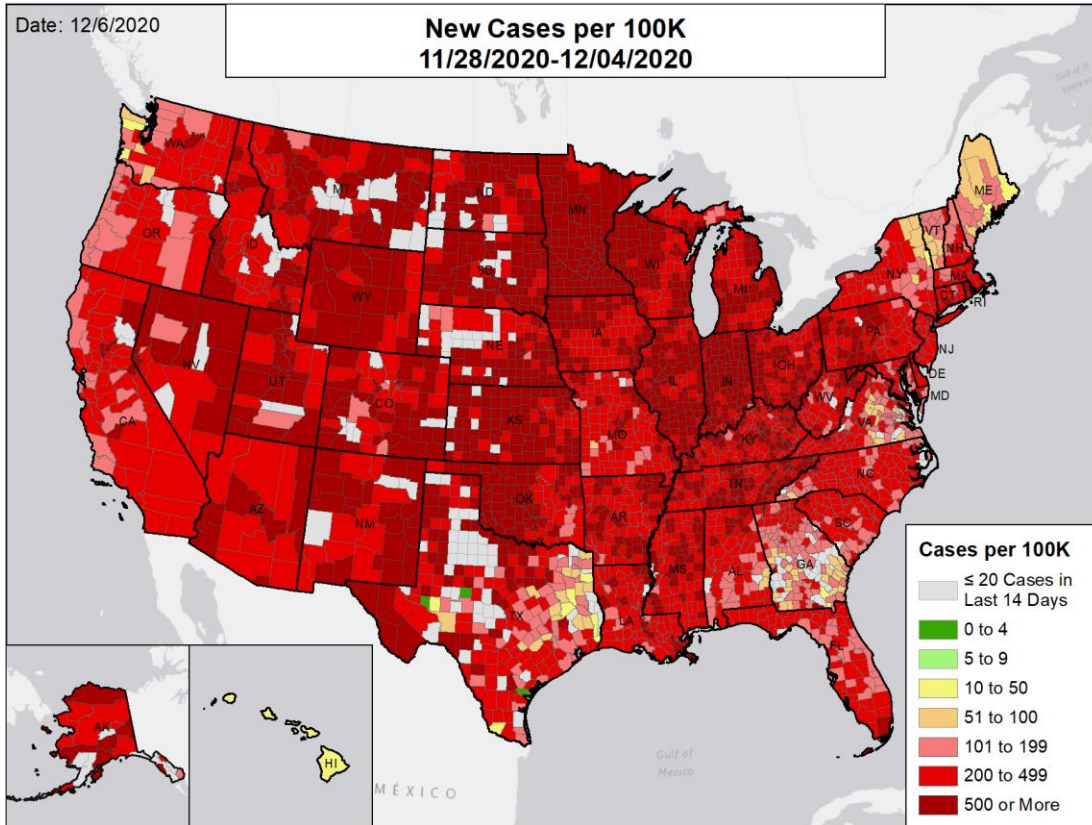 Date: 12/6/2020
New Cases per 100K
11/28/2020-12/04/2020
Gulf of St
Lawrence
WA
MT
ND
MN
ME
OR
ID
SD
WI
MI
VT
NH
NY
MA
CT
RI
WY
IA
NE
PA
NJ
NV
UT
CO
IL
IN
OH
DE
MD
WV
VA
CA
KS
MO
KY
AZ
NM
OK
AR
TN
NC
SC
MS
AL
GA
TX
LA
FL
Gulf of
Mexico
MÉXICO
AK
HI
Cases per 100K
≤ 20 Cases in
Last 14 Days
0 to 4
5 to 9
10 to 50
51 to 100
101 to 199
200 to 499
500 or More